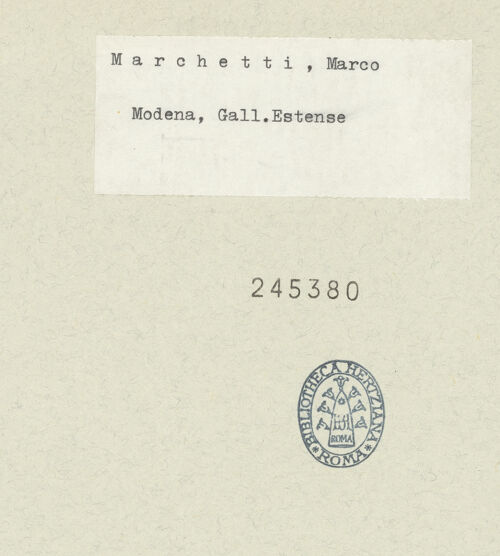 Marchetti, Marco
Modena, Gall.Estense
245380
BIBLIOTHECA HERTZIANA
ROMA
* ROMA *